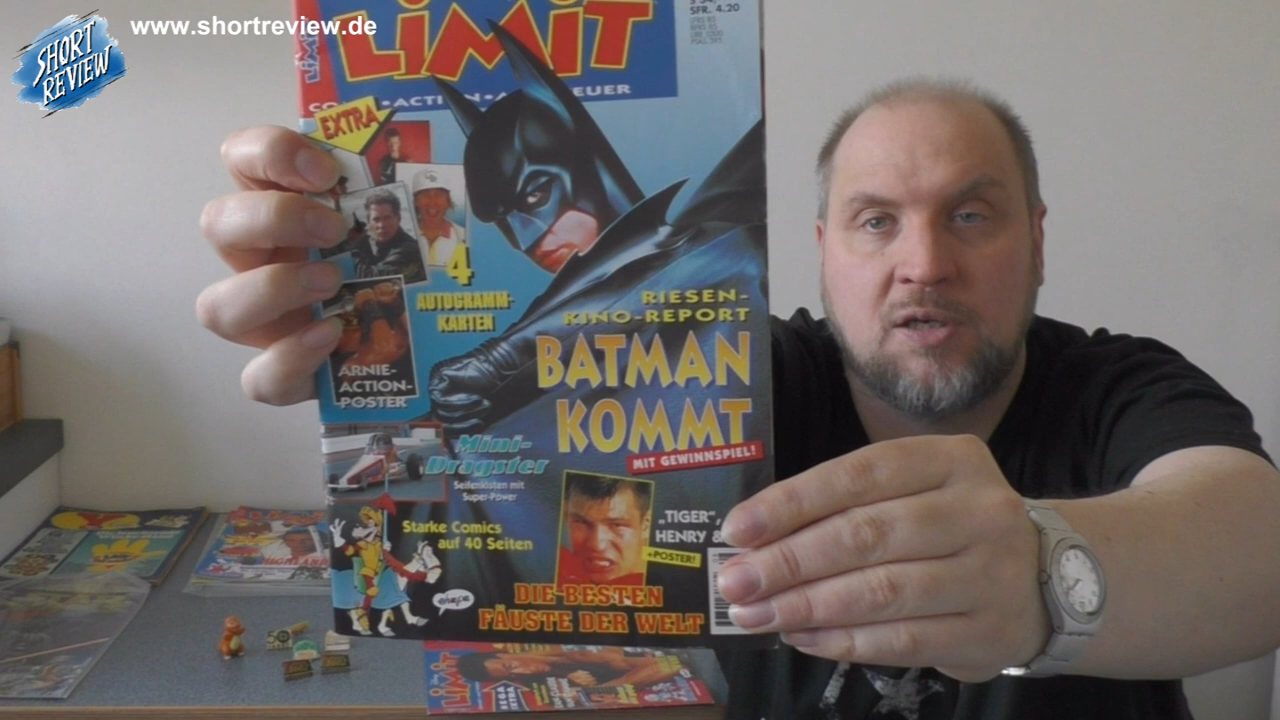 SHORT
REVIEW
www.shortreview.de
LiMiT
SFR. 4.20
EXTRA
4
AUTOGRAMM-
KARTEN
RIESEN-
KINO-REPORT
BATMAN
KOMMT
MIT GEWINNSPIEL!
ARNIE-
ACTION-
POSTER
Mini-
Dragster
Seifenkisten mit
Super-Power
Starke Comics
auf 40 Seiten
ehapa
„TIGER“,
HENRY &
+POSTER!
DIE BESTEN
FÄUSTE DER WELT
LiMiT